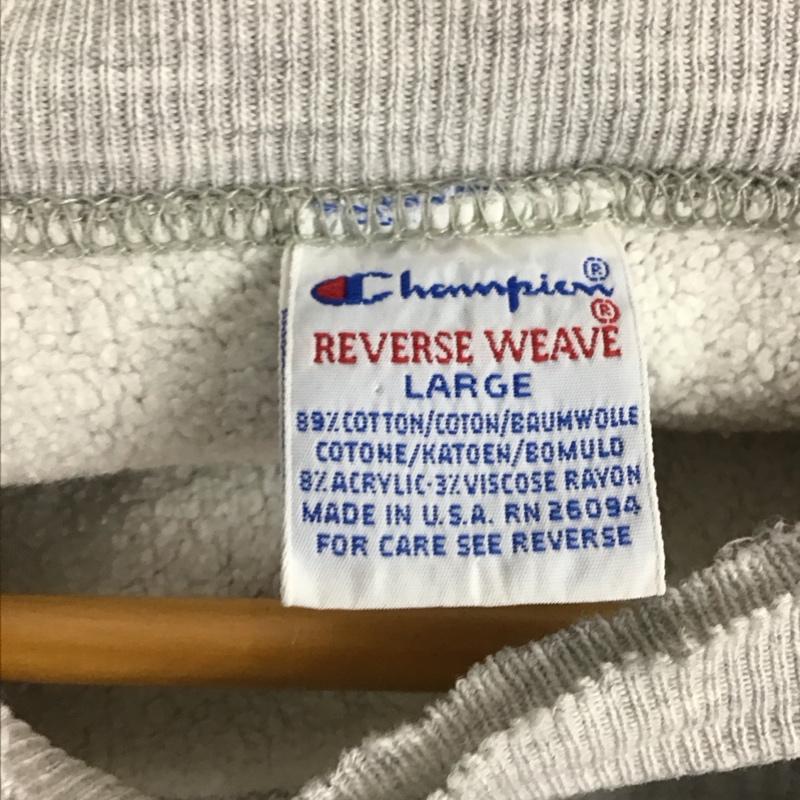 Champion®
REVERSE WEAVE®
LARGE
89% COTTON/COTON/BAUMWOLLE
COTONE/KATOEN/BOMULD
8% ACRYLIC·3% VISCOSE RAYON
MADE IN U.S.A. RN 26094
FOR CARE SEE REVERSE